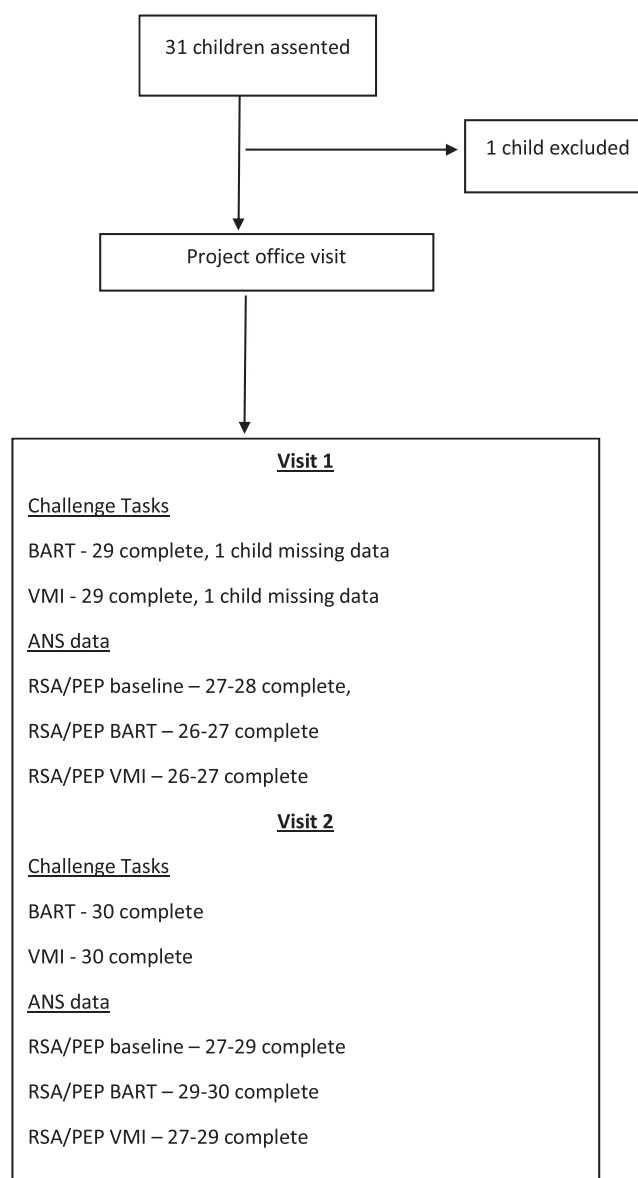 31 children assented
1 child excluded
Project office visit
Visit 1
Challenge Tasks
BART - 29 complete, 1 child missing data
VMI - 29 complete, 1 child missing data
ANS data
RSA/PEP baseline – 27-28 complete,
RSA/PEP BART – 26-27 complete
RSA/PEP VMI – 26-27 complete
Visit 2
Challenge Tasks
BART - 30 complete
VMI - 30 complete
ANS data
RSA/PEP baseline – 27-29 complete
RSA/PEP BART – 29-30 complete
RSA/PEP VMI – 27-29 complete